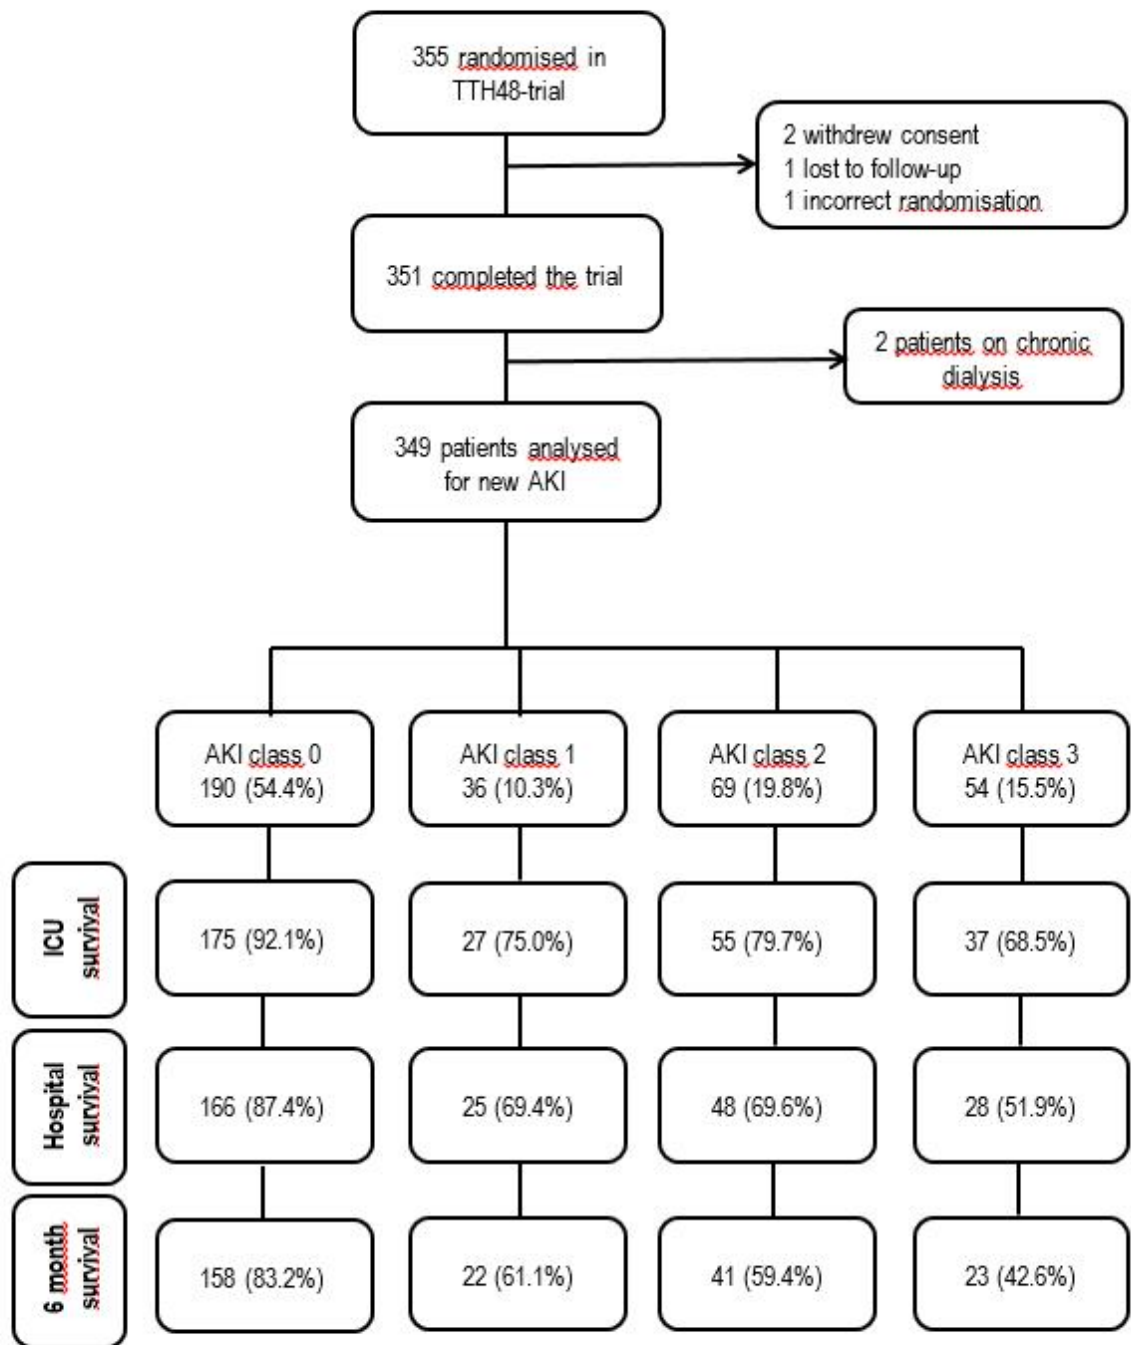 355 randomised in
TTH48-trial
2 withdrew consent
1 lost to follow-up
1 incorrect randomisation
351 completed the trial
2 patients on chronic
dialysis
349 patients analysed
for new AKI
AKI class 0
190 (54.4%)
AKI class 1
36 (10.3%)
AKI class 2
69 (19.8%)
AKI class 3
54 (15.5%)
ICU
survival
175 (92.1%)
27 (75.0%)
55 (79.7%)
37 (68.5%)
Hospital
survival
166 (87.4%)
25 (69.4%)
48 (69.6%)
28 (51.9%)
6 month
survival
158 (83.2%)
22 (61.1%)
41 (59.4%)
23 (42.6%)